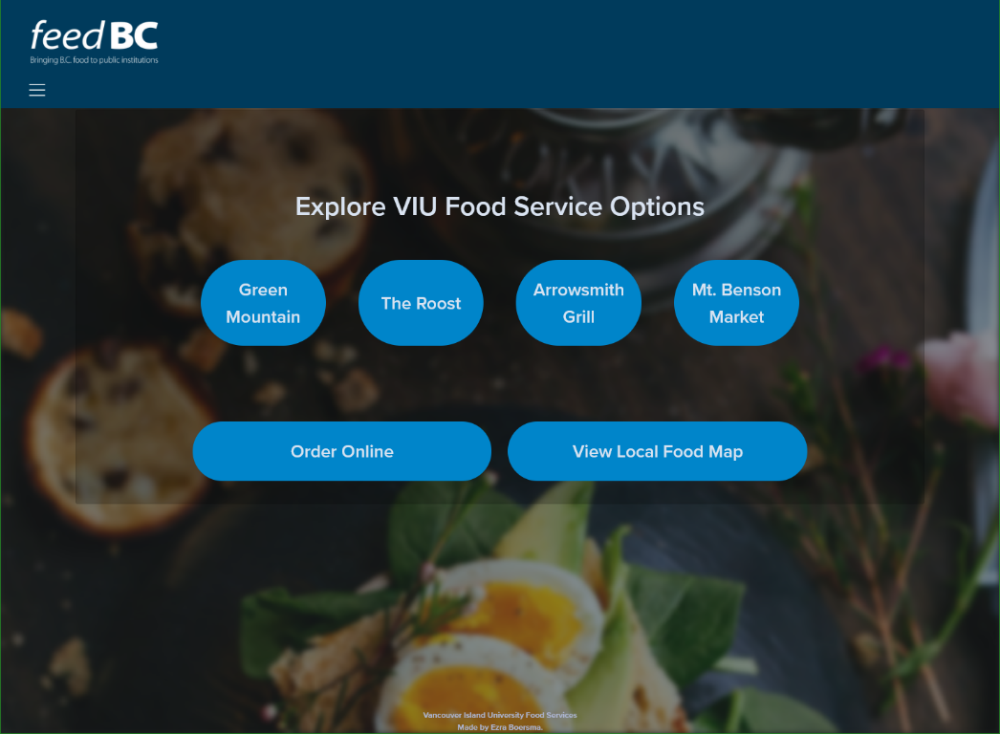 feed BC
Bringing B.C. food to public institutions
Explore VIU Food Service Options
Green
Mountain
The Roost
Arrowsmith
Grill
Mt. Benson
Market
Order Online
View Local Food Map
Vancouver Island University Food Services
Made by Ezra Boersma.